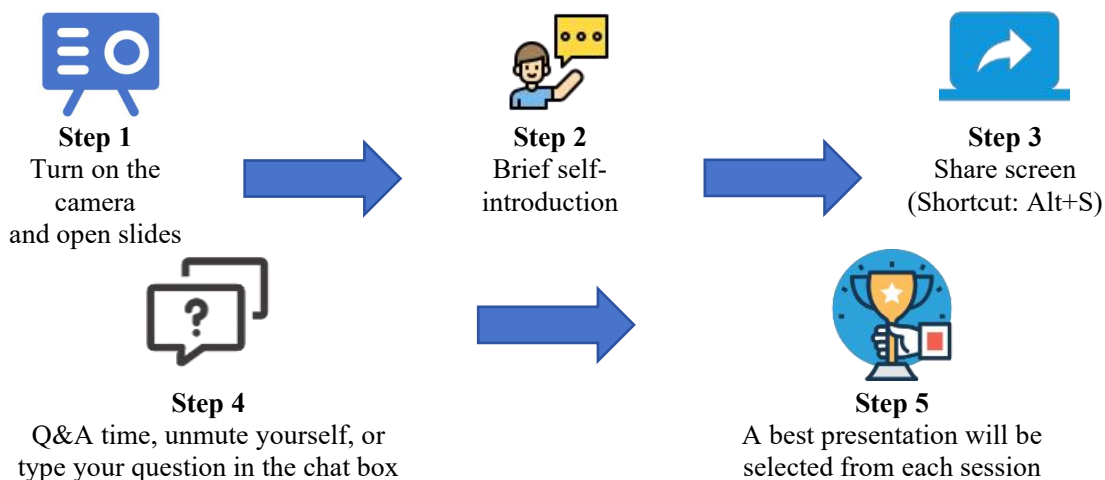 Step 1
Turn on the
camera
and open slides
Step 2
Brief self-
introduction
Step 3
Share screen
(Shortcut: Alt+S)
Step 4
Q&A time, unmute yourself, or
type your question in the chat box
Step 5
A best presentation will be
selected from each session